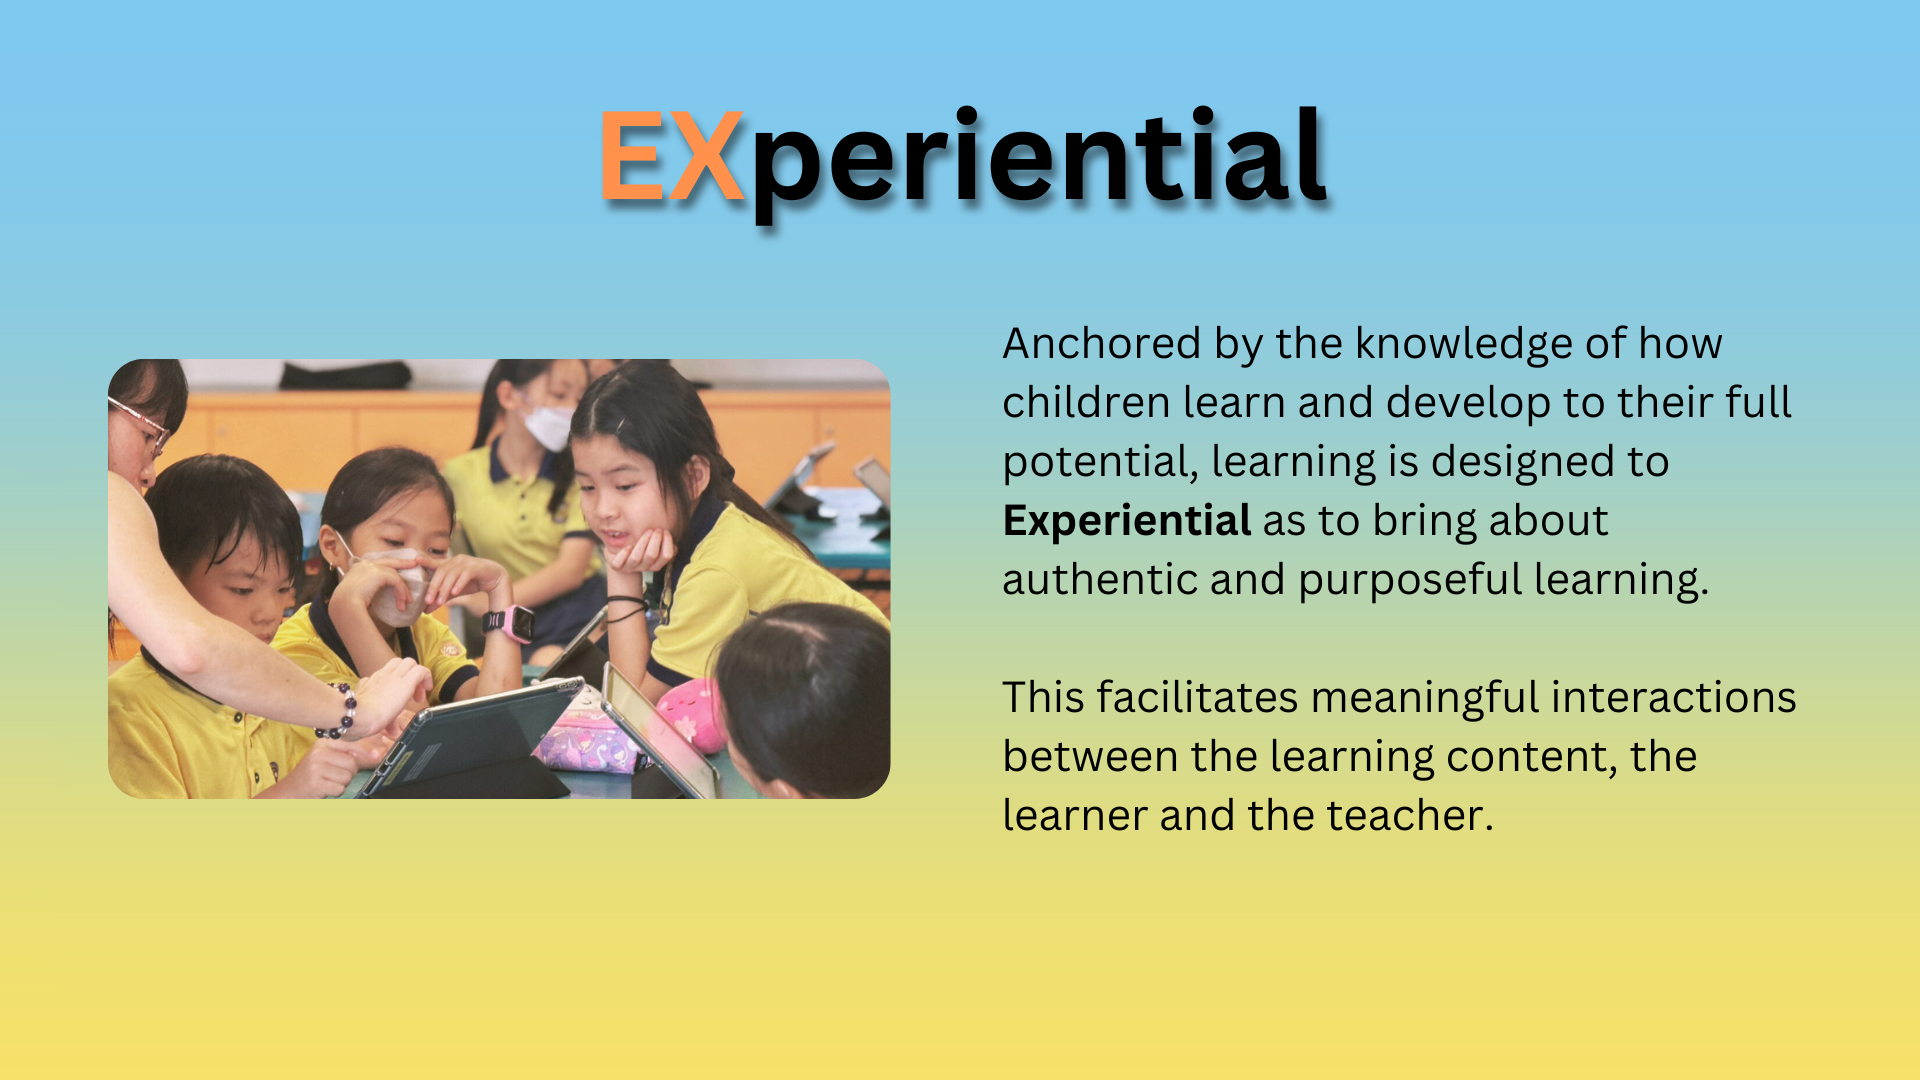 EXperiential
Anchored by the knowledge of how
children learn and develop to their full
potential, learning is designed to
Experiential as to bring about
authentic and purposeful learning.
This facilitates meaningful interactions
between the learning content, the
learner and the teacher.